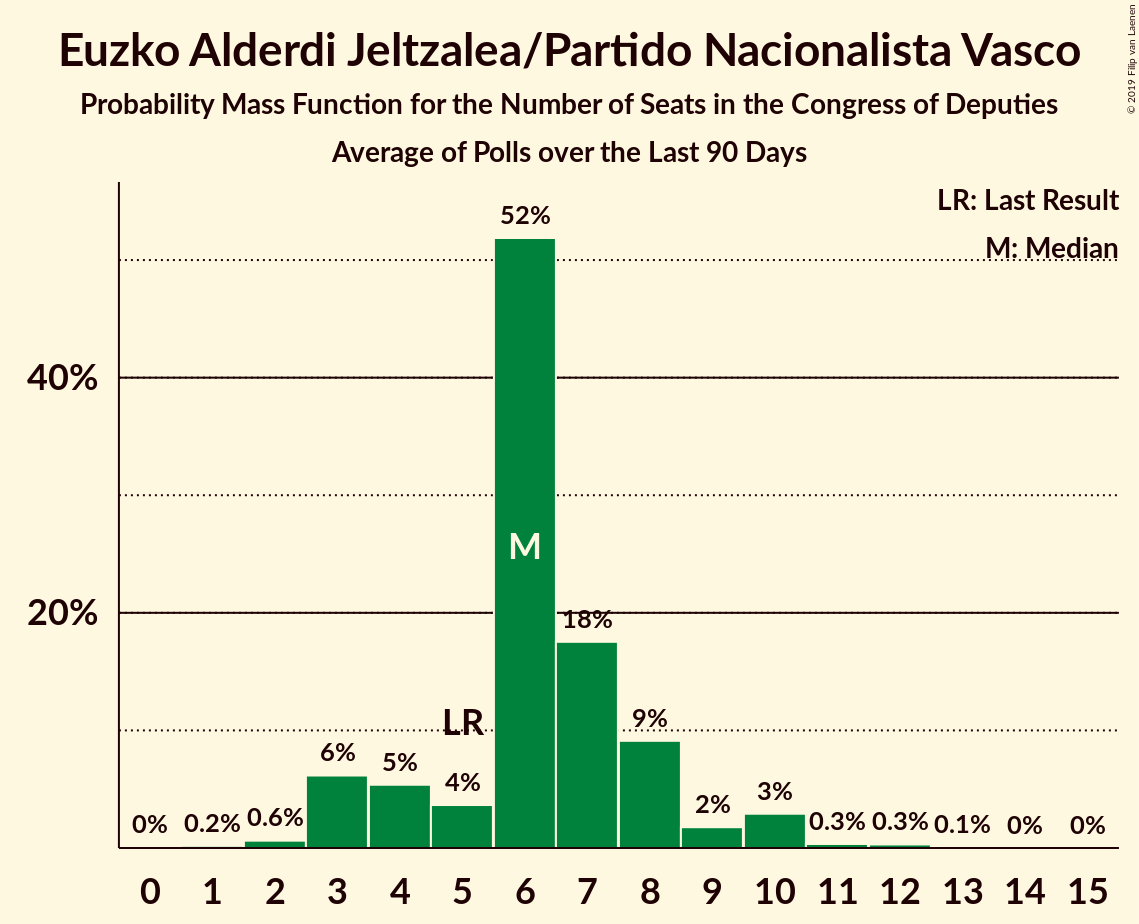 Euzko Alderdi Jeltzalea/Partido Nacionalista Vasco
Probability Mass Function for the Number of Seats in the Congress of Deputies
Average of Polls over the Last 90 Days
© 2019 Filip van Laenen
LR: Last Result
M: Median
40%
20%
0%
0.2%
0.6%
6%
5%
4%
LR
52%
M
18%
9%
2%
3%
0.3%
0.3%
0.1%
0%
0%
0 1 2 3 4 5 6 7 8 9 10 11 12 13 14 15